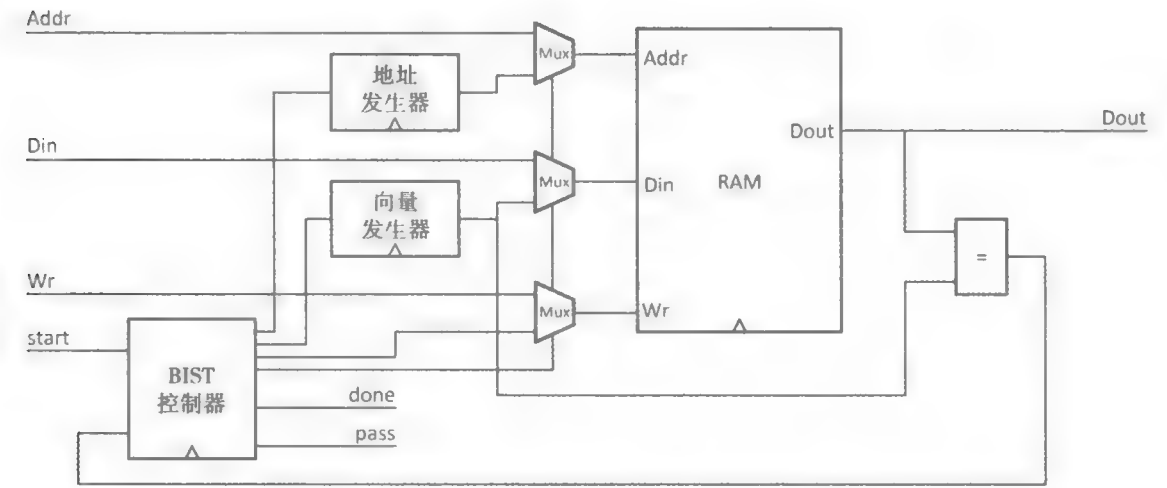 Addr
地址
发生器
Mux
Addr
Dout
Dout
Din
向量
发生器
Mux
Din
RAM
=
Wr
Mux
Wr
start
BIST
控制器
done
pass